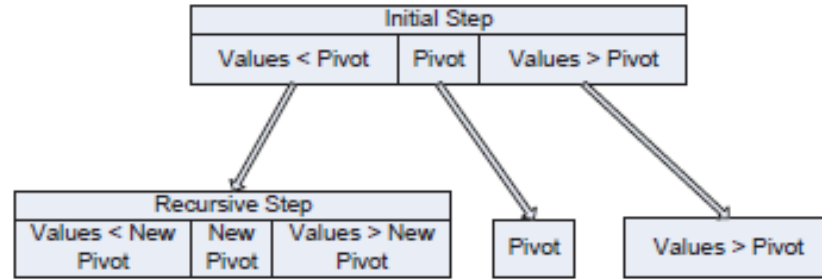 Initial Step
Values < Pivot Pivot Values > Pivot
Recursive Step
Values < New Pivot
New Pivot
Values > New Pivot
Pivot
Values > Pivot